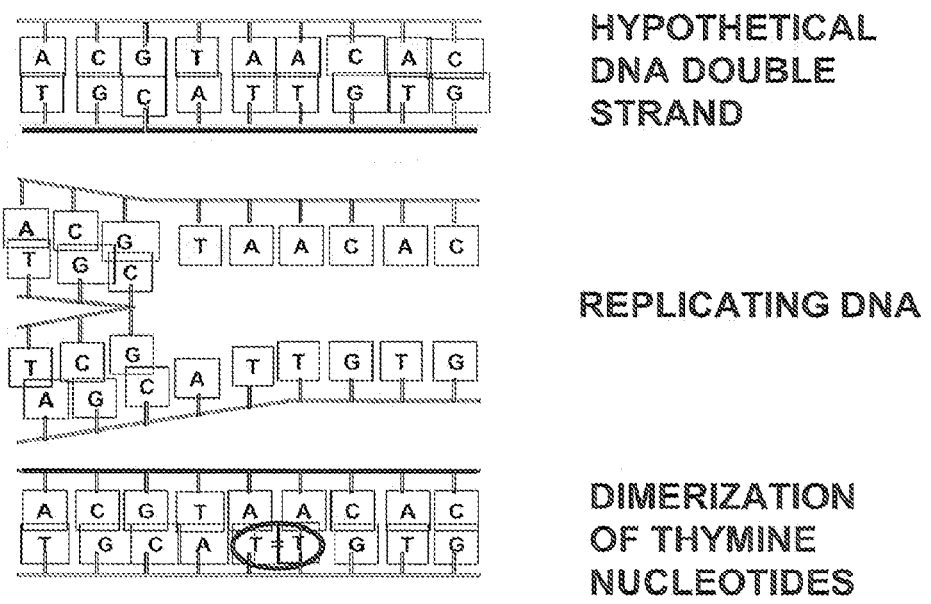 HYPOTHETICAL
DNA DOUBLE
STRAND
A C G T A A C A C
T G C A T T G T G
REPLICATING DNA
A C G T A A C A C
T G C
T C G
A G C A T T G T G
DIMERIZATION
OF THYMINE
NUCLEOTIDES
A C G T A A C A C
T G C A T=T G T G